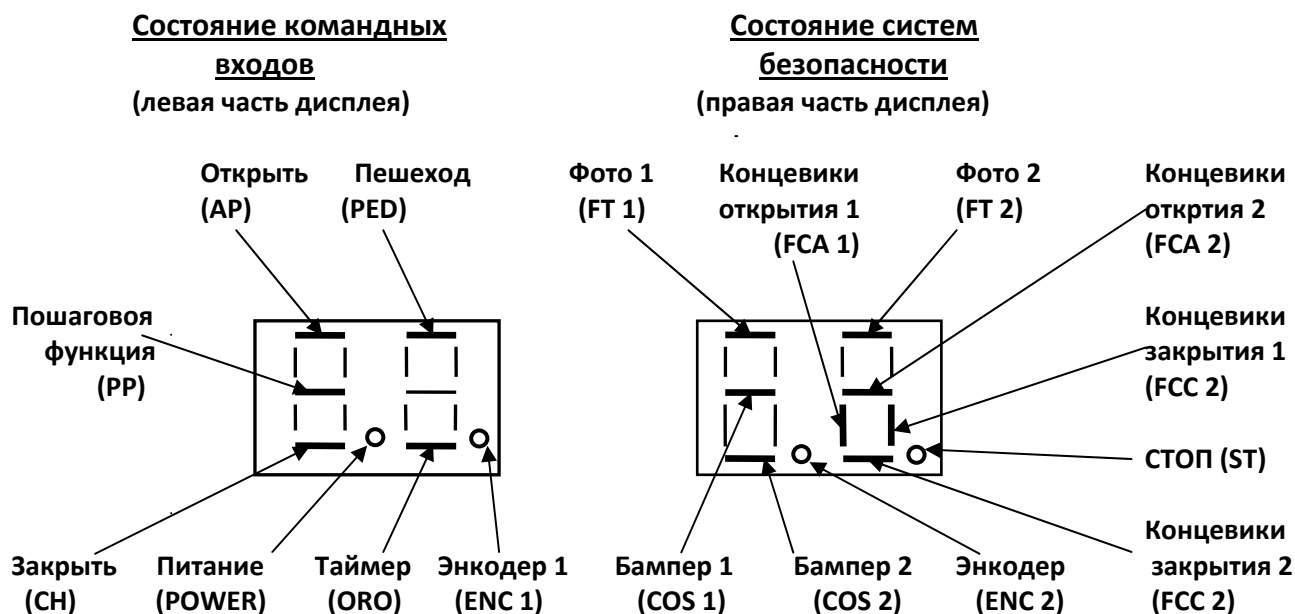 Состояние командных
входов
(левая часть дисплея)
Состояние систем
безопасности
(правая часть дисплея)
Открыть
(AP)
Пешеход
(PED)
Фото 1
(FT 1)
Концевики
открытия 1
(FCA 1)
Фото 2
(FT 2)
Концевики
откртия 2
(FCA 2)
Пошаговоя
функция
(PP)
Концевики
закрытия 1
(FCC 2)
СТОП (ST)
Закрыть
(CH)
Питание
(POWER)
Таймер
(ORO)
Энкодер 1
(ENC 1)
Бампер 1
(COS 1)
Бампер 2
(COS 2)
Энкодер
(ENC 2)
Концевики
закрытия 2
(FCC 2)